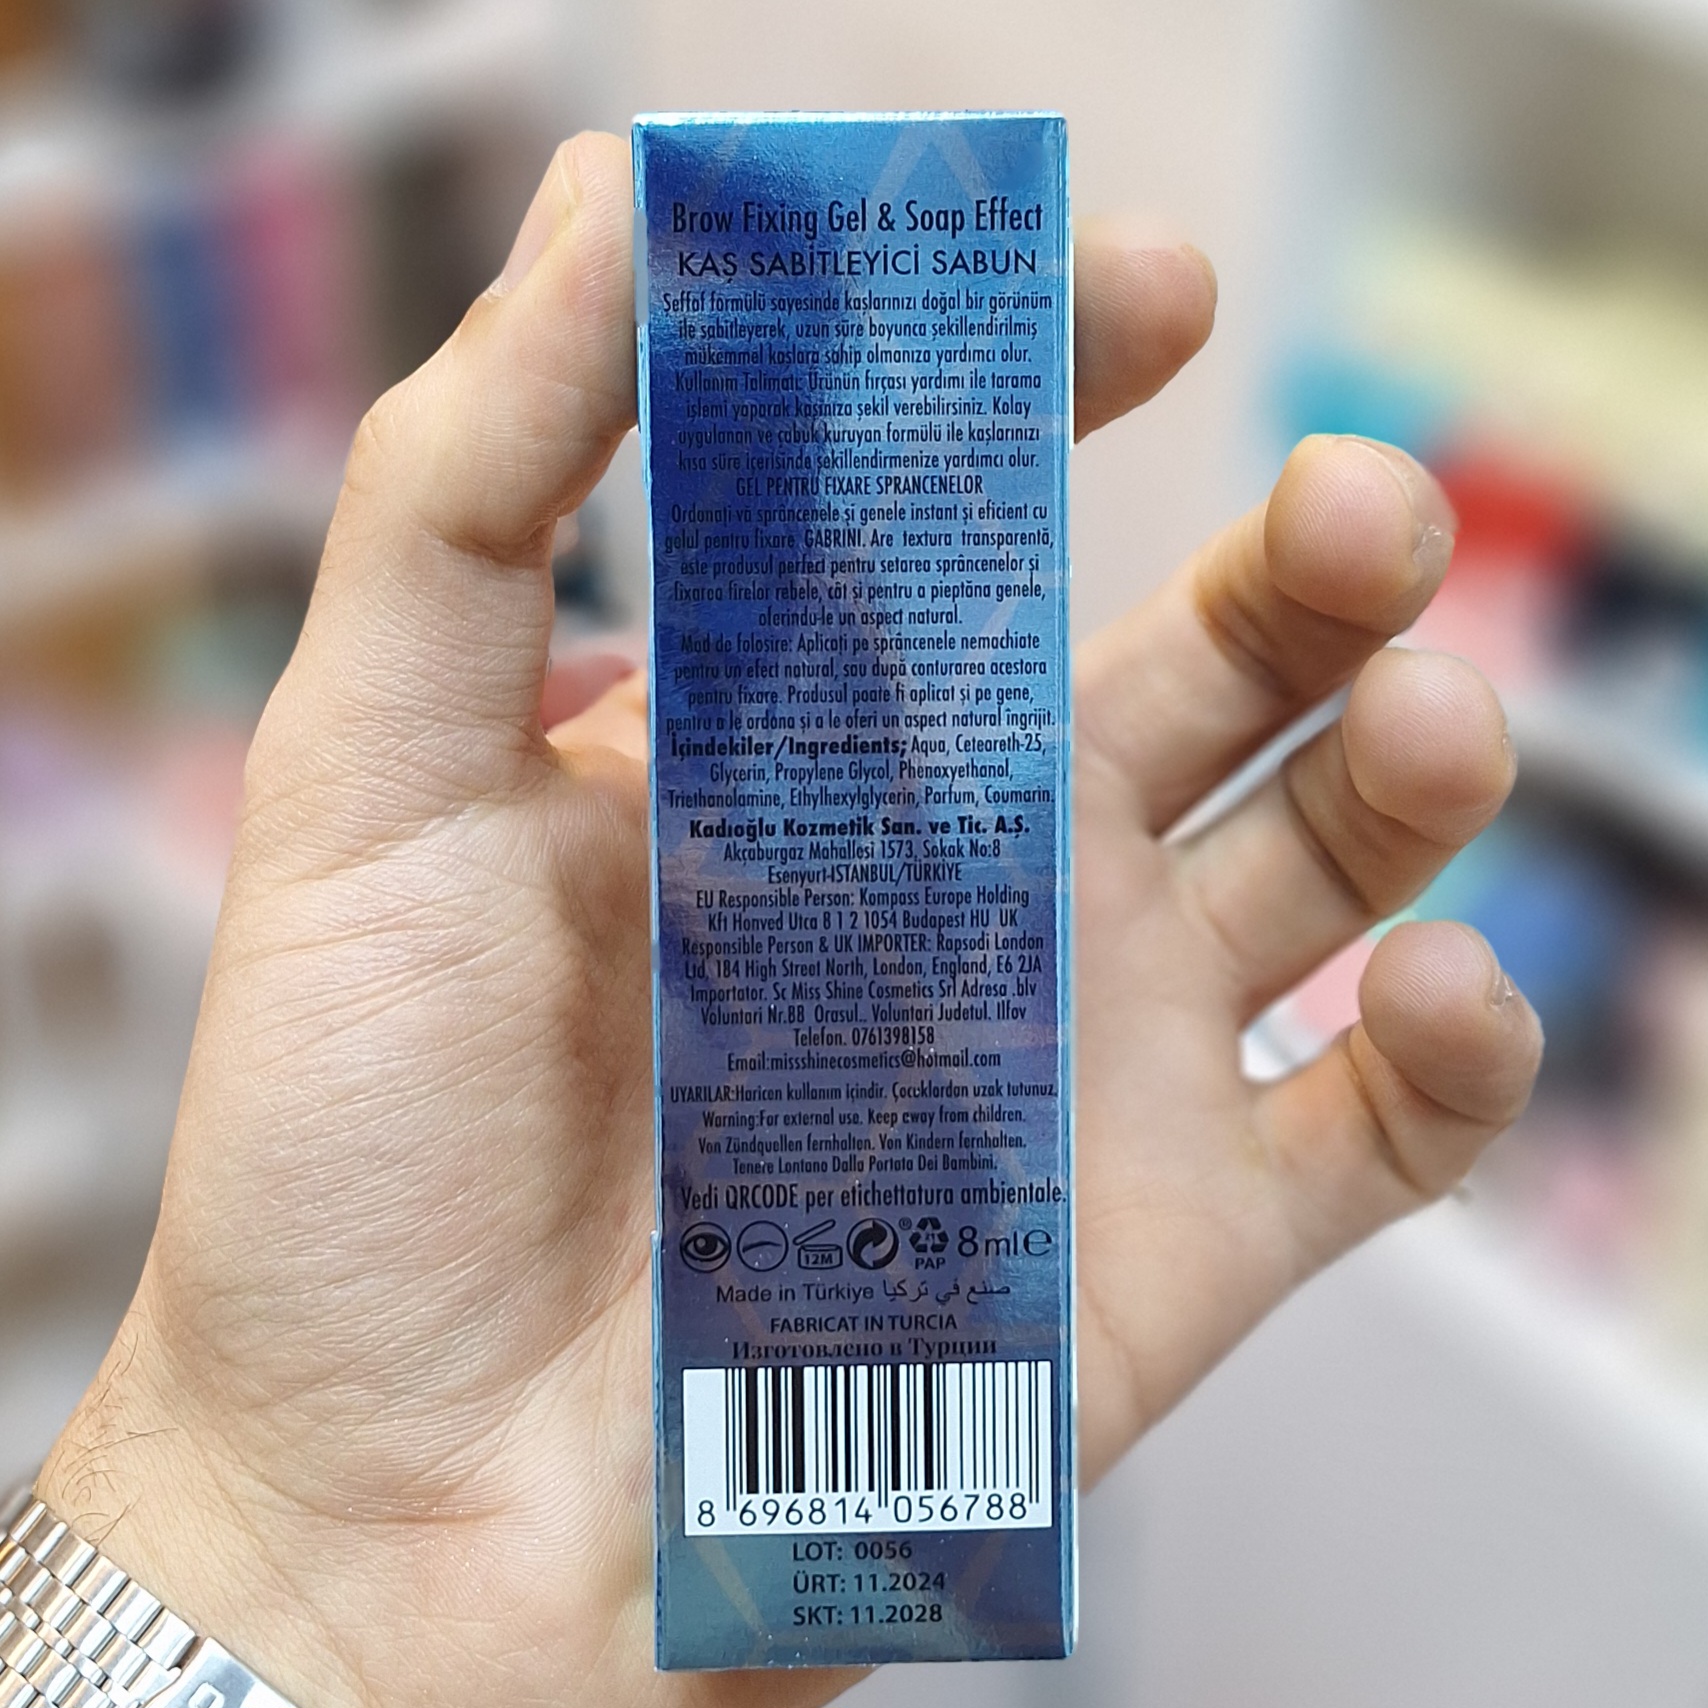 Brow Fixing Gel & Soap Effect
KAŞ SABİTLEYİCİ SABUN
Şeffaf formülü sayesinde kaşlarınızı doğal bir görünüm
ile sabitleyerek, uzun süre boyunca şekillendirilmiş
mükemmel kaşlara sahip olmanıza yardımcı olur.
Kullanım Talimatı: Ürünün fırçası yardımı ile tarama
işlemi yaparak kaşınıza şekil verebilirsiniz. Kolay
uygulanan ve çabuk kuruyan formülü ile kaşlarınızı
kısa süre içerisinde şekillendirmenize yardımcı olur.
GEL PENTRU FIXARE SPRANCENELOR
Ordonați vă sprâncenele și genele instant și eficient cu
gelul pentru fixare GABRINI. Are textura transparentă,
este produsul perfect pentru setarea sprâncenelor și
fixarea firelor rebele, cât și pentru a pieptăna genele,
oferindu-le un aspect natural.
Mod de folosire: Aplicați pe sprâncenele nemachiate
pentru un efect natural, sau după conturarea acestora
pentru fixare. Produsul poate fi aplicat și pe gene,
pentru a le ordona și a le oferi un aspect natural îngrijit.
İçindekiler/Ingredients; Aqua, Ceteareth-25,
Glycerin, Propylene Glycol, Phenoxyethanol,
Triethanolamine, Ethylhexylglycerin, Parfum, Coumarin.
Kadıoğlu Kozmetik San. ve Tic. A.Ş.
Akçaburgaz Mahallesi 1573, Sokak No:8
Esenyurt-ISTANBUL/TÜRKİYE
EU Responsible Person: Kompass Europe Holding
Kft Honved Utca 8 1 2 1054 Budapest HU UK
Responsible Person & UK IMPORTER: Rapsodi London
Ltd, 184 High Street North, London, England, E6 2JA
Importator. Sc Miss Shine Cosmetics Srl Adresa .blv
Voluntari Nr.BB Orasul.. Voluntari Judetul. Ilfov
Telefon. 0761398158
Email:missshinecosmetics@hotmail.com
UYARILAR:Haricen kullanım içindir. Çocuklardan uzak tutunuz.
Warning:For external use. Keep away from children.
Von Zündquellen fernhalten. Von Kindern fernhalten.
Tenere Lontano Dalla Portata Dei Bambini.
Vedi QRCODE per etichettatura ambientale.
12M ® 21 PAP 8ml℮
Made in Türkiye صنع في تركيا
FABRICAT IN TURCIA
Изготовлено в Турции
8 696814 056788
LOT: 0056
ÜRT: 11.2024
SKT: 11.2028